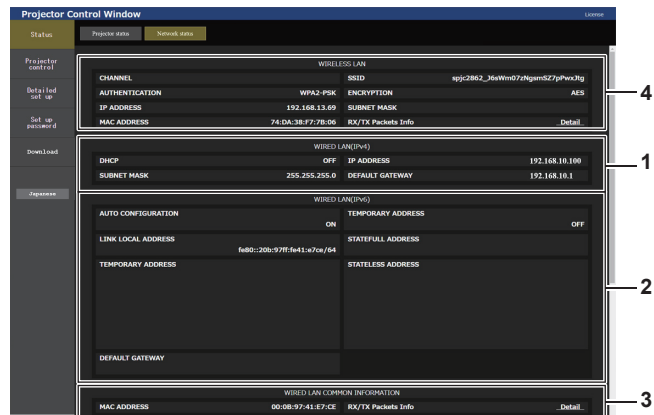 Projector Control Window
License
Status
Projector status
Network status
Projector control
Detailed set up
Set up password
Download
Japanese
WIRELESS LAN
CHANNEL
SSID spjc2862_J6sWm07zNgsmSZ7pPwxJtg
AUTHENTICATION WPA2-PSK
ENCRYPTION AES
IP ADDRESS 192.168.13.69
SUBNET MASK
MAC ADDRESS 74:DA:38:F7:7B:06
RX/TX Packets Info Detail
4
WIRED LAN(IPv4)
DHCP OFF
IP ADDRESS 192.168.10.100
SUBNET MASK 255.255.255.0
DEFAULT GATEWAY 192.168.10.1
1
WIRED LAN(IPv6)
AUTO CONFIGURATION ON
TEMPORARY ADDRESS OFF
LINK LOCAL ADDRESS fe80::20b:97ff:fe41:e7ce/64
STATEFULL ADDRESS
TEMPORARY ADDRESS
STATELESS ADDRESS
DEFAULT GATEWAY
2
WIRED LAN COMMON INFORMATION
MAC ADDRESS 00:0B:97:41:E7:CE
RX/TX Packets Info Detail
3